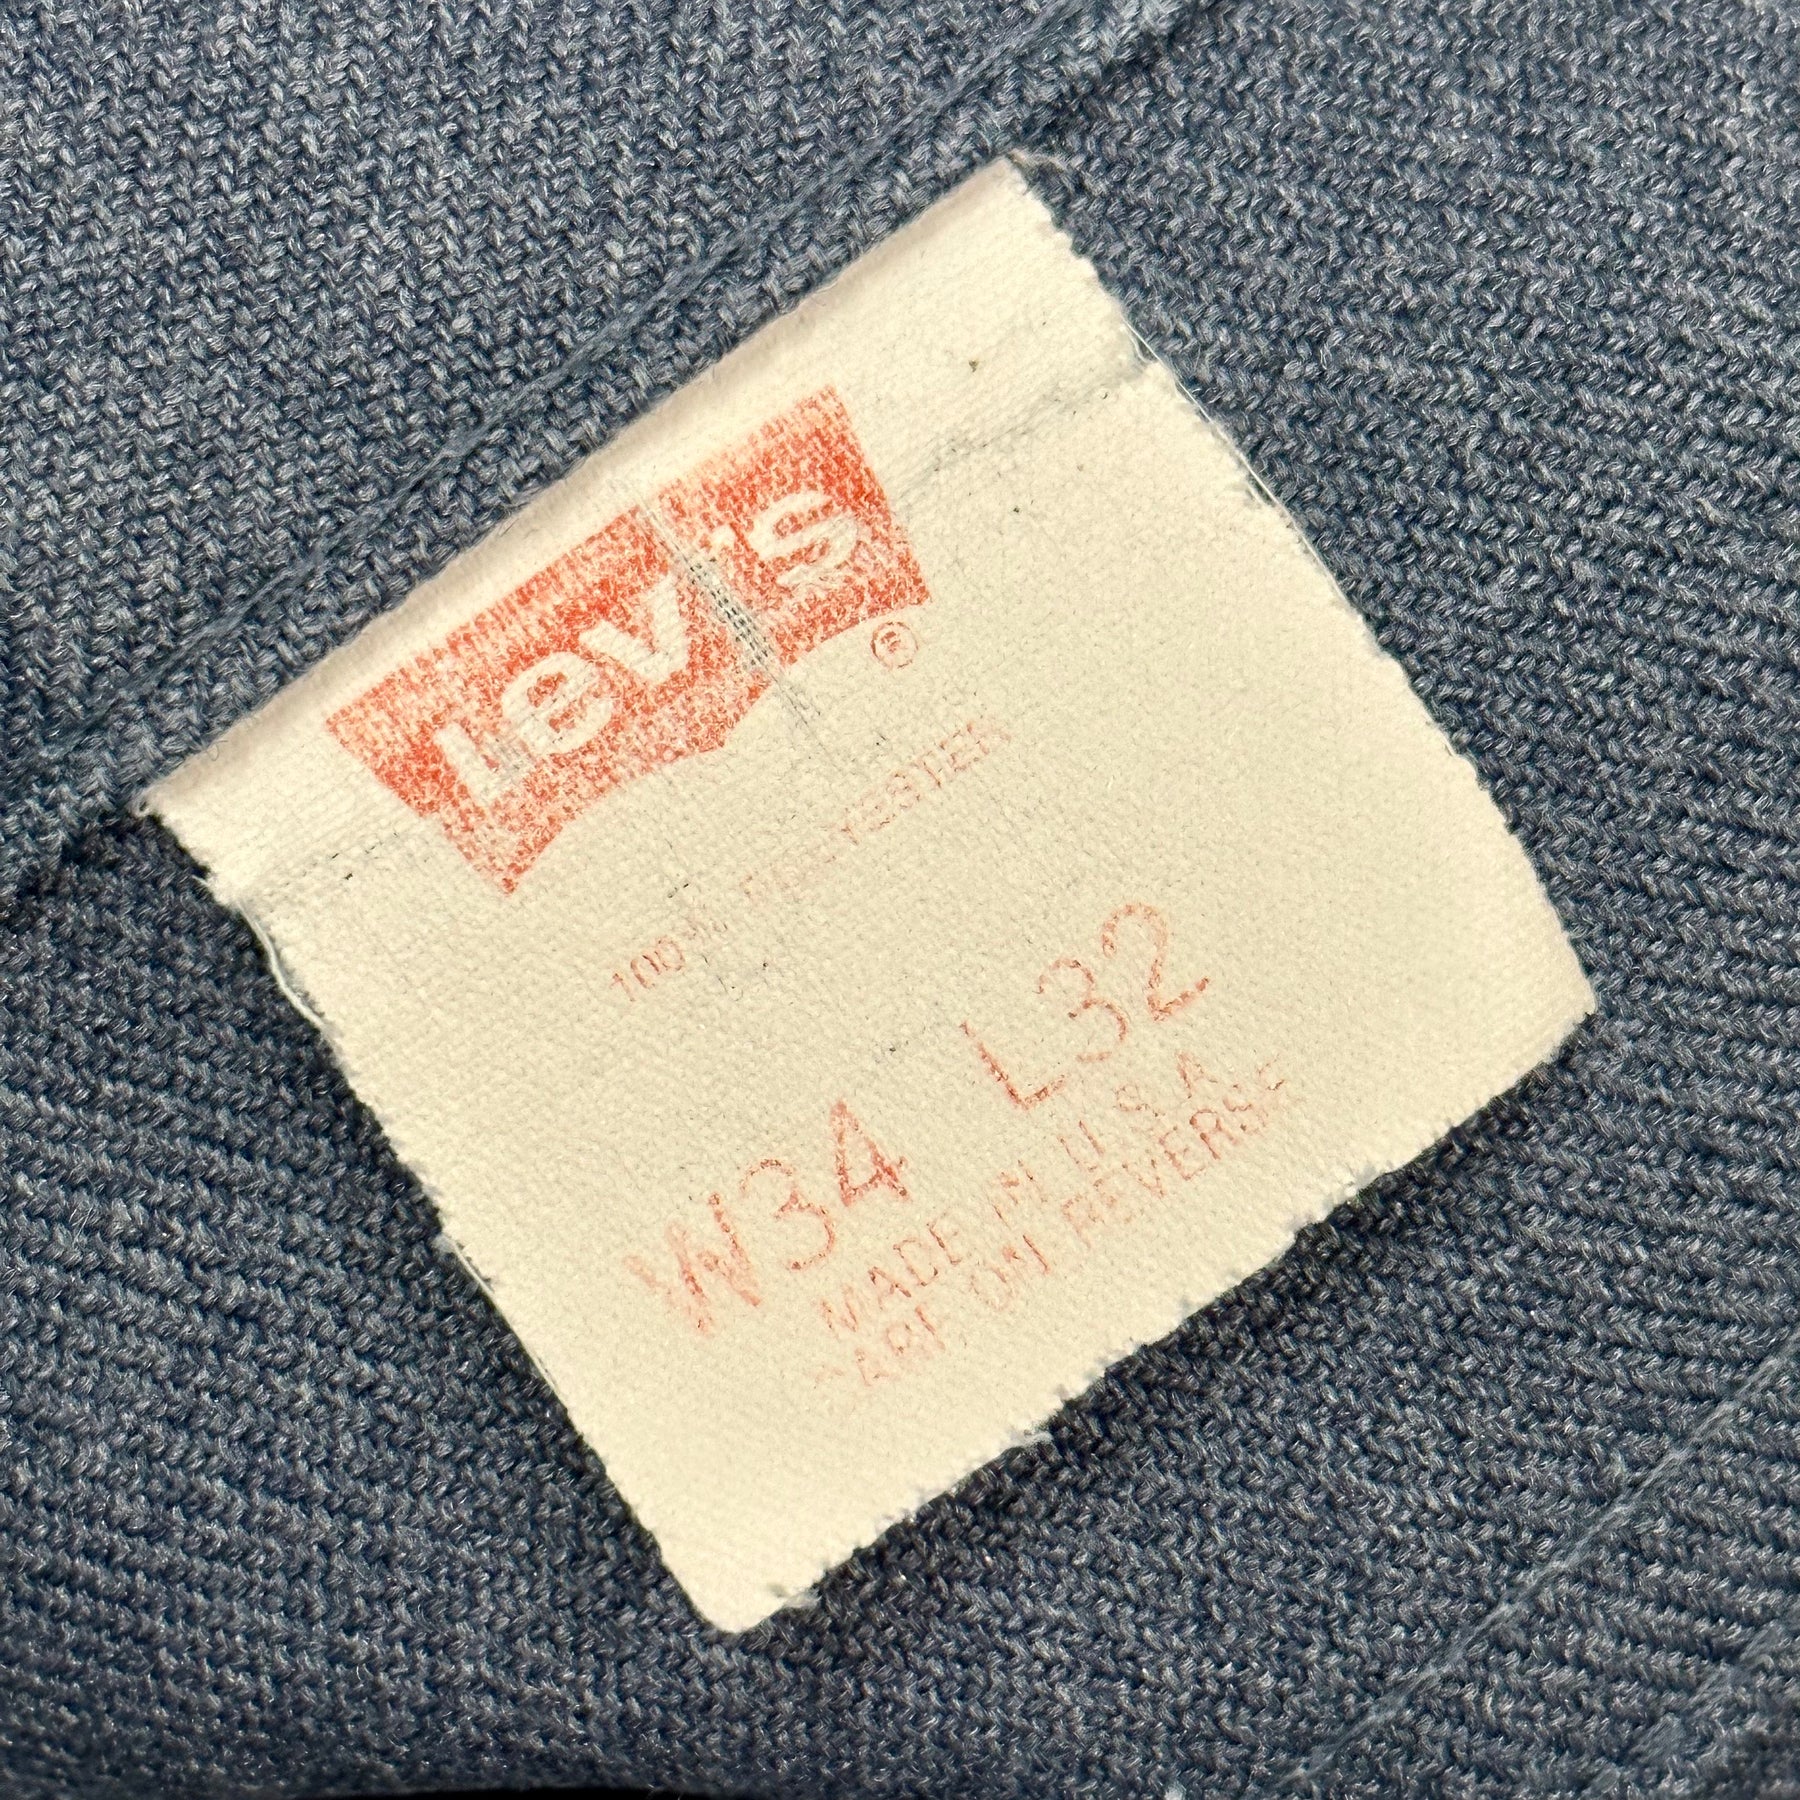 Levi's®
100% POLYESTER
W34 L32
MADE IN U S A
CARE ON REVERSE